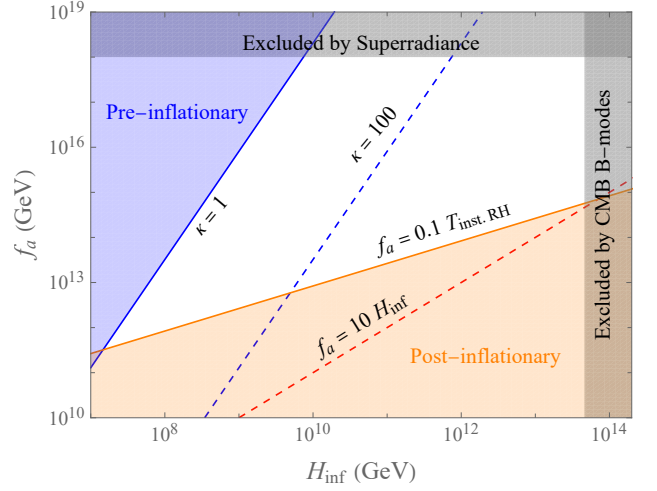 10^19
Excluded by Superradiance
Pre−inflationary
κ = 100
10^16
f_a (GeV)
κ = 1
f_a = 0.1 T_inst. RH
Excluded by CMB B−modes
10^13
f_a = 10 H_inf
Post−inflationary
10^10
10^8 10^10 10^12 10^14
H_inf (GeV)